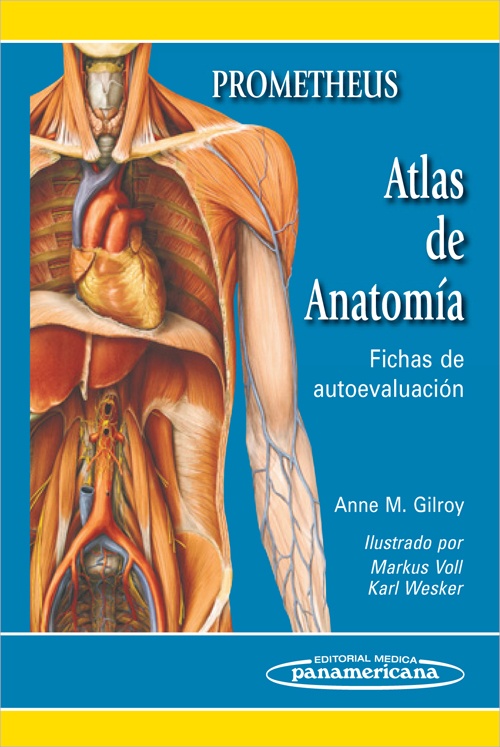 PROMETHEUS
Atlas
de
Anatomía
Fichas de
autoevaluación
Anne M. Gilroy
Ilustrado por
Markus Voll
Karl Wesker
EDITORIAL MEDICA
panamericana